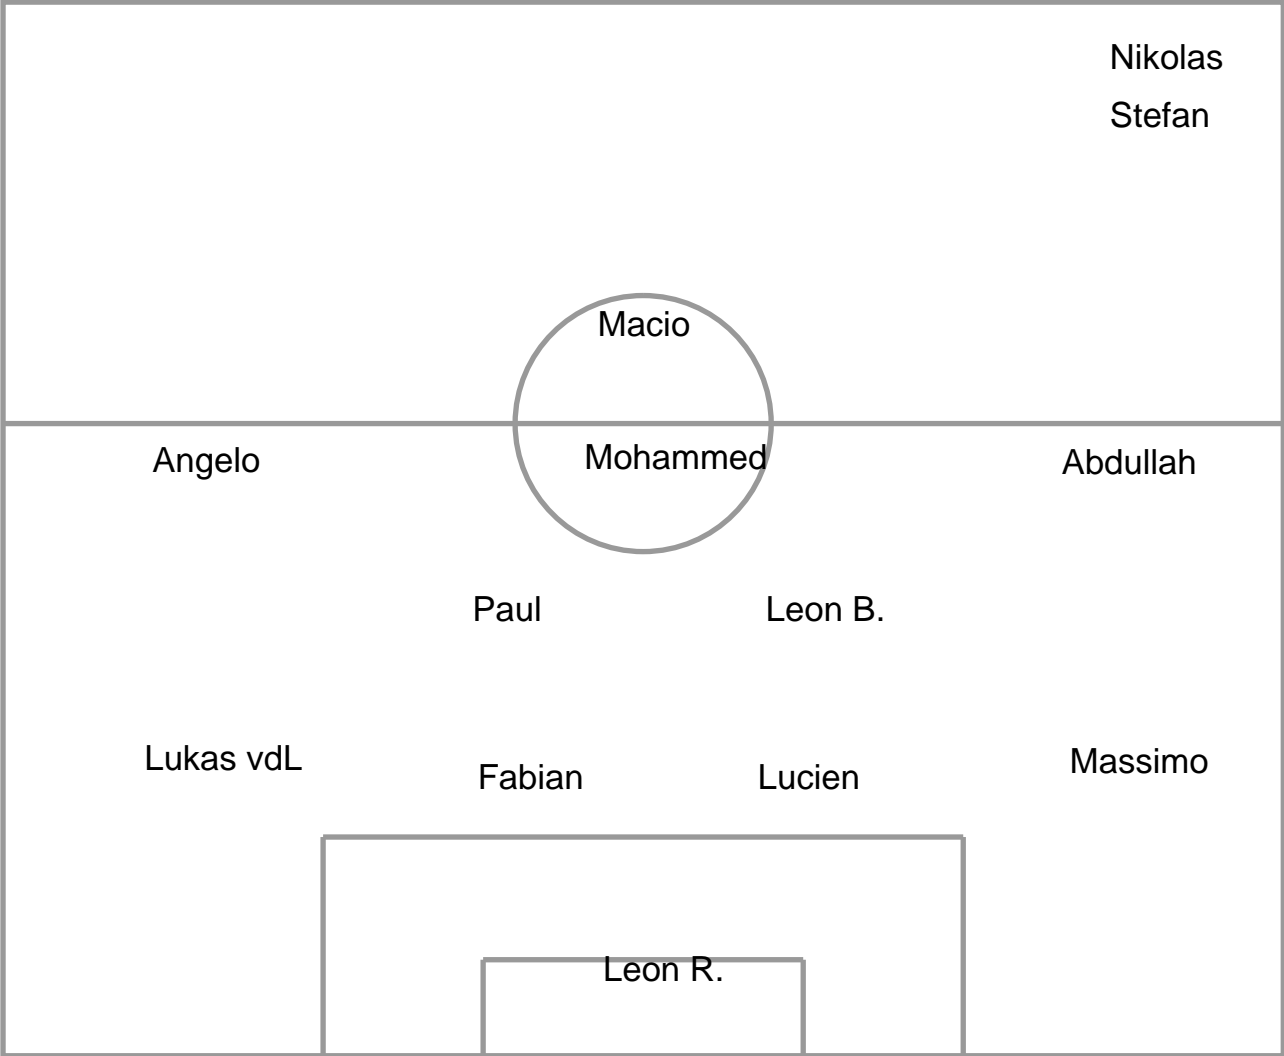 Nikolas
Stefan
Macio
Angelo Mohammed Abdullah
Paul Leon B.
Lukas vdL Fabian Lucien Massimo
Leon R.